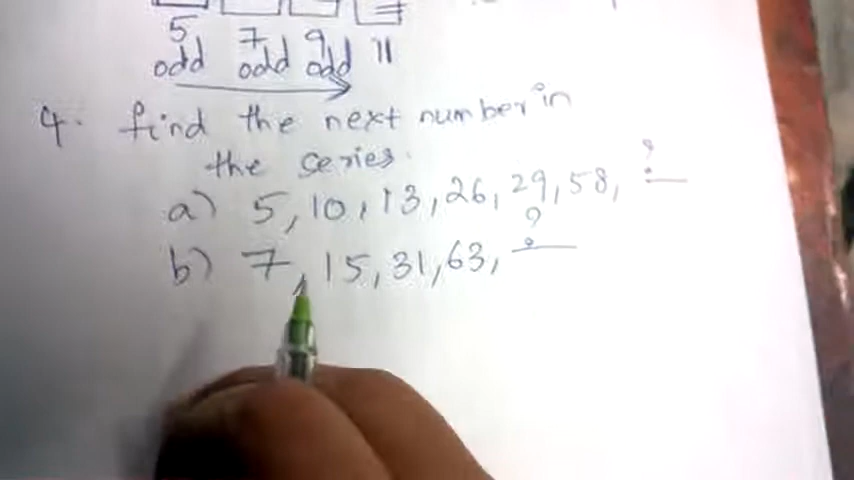 5 7 9 11
odd odd odd
4. find the next number in
the series.
a) 5, 10, 13, 26, 29, 58, ?
b) 7, 15, 31, 63, ?